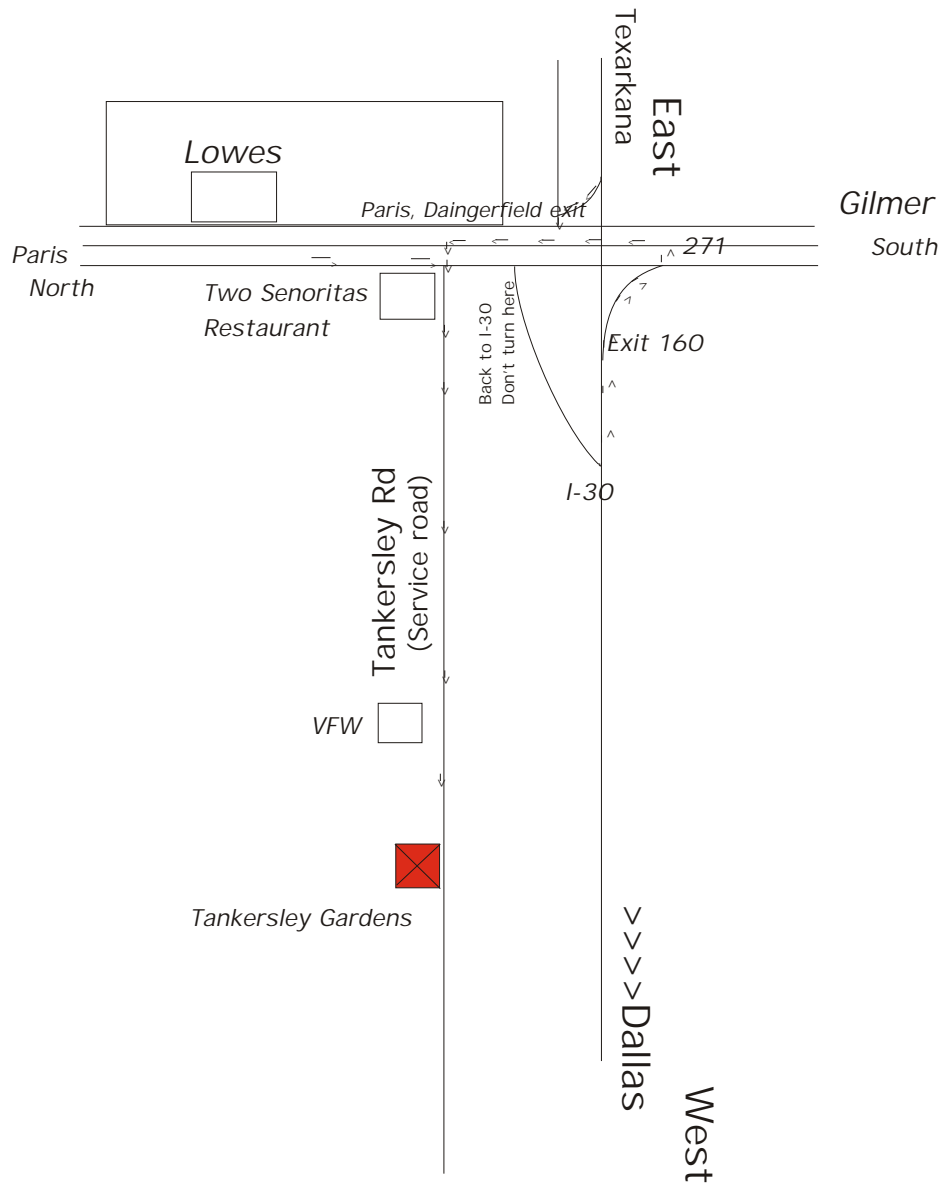 Texarkana
East
Lowes
Paris, Daingerfield exit
Gilmer
South
271
Paris
North
Two Senoritas
Restaurant
Back to I-30
Don't turn here
Exit 160
I-30
Tankersley Rd
(Service road)
VFW
Tankersley Gardens
>>>>Dallas
West